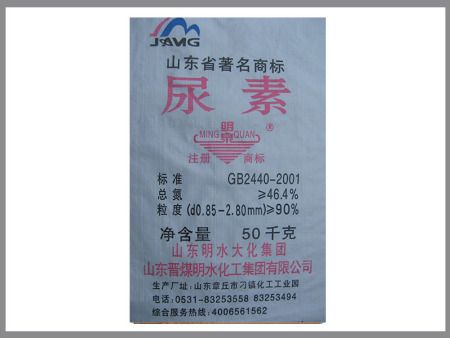 JAMG
山东省著名商标
尿素
明
MING QUAN ®
泉
注册 商标
标准 GB2440-2001
总氮 ≥46.4%
粒度(d0.85-2.80mm)≥90%
净含量 50千克
山东明水大化集团
山东晋煤明水化工集团有限公司
生产厂址:山东章丘市刁镇化工工业园
电话:0531-83253558 83253494
综合服务热线:4006561562